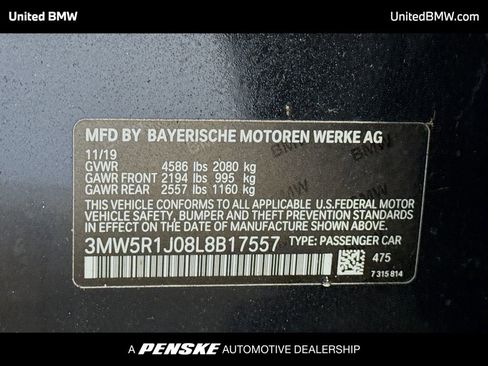 United BMW
UnitedBMW.com
MFD BY BAYERISCHE MOTOREN WERKE AG
11/19
GVWR 4586 lbs 2080 kg
GAWR FRONT 2194 lbs 995 kg
GAWR REAR 2557 lbs 1160 kg
THIS VEHICLE CONFORMS TO ALL APPLICABLE U.S.FEDERAL MOTOR
VEHICLE SAFETY, BUMPER AND THEFT PREVENTION STANDARDS
IN EFFECT ON THE DATE OF MANUFACTURE SHOWN ABOVE.
3MW5R1J08L8B17557 TYPE: PASSENGER CAR
475
7 315 814
A PENSKE AUTOMOTIVE DEALERSHIP